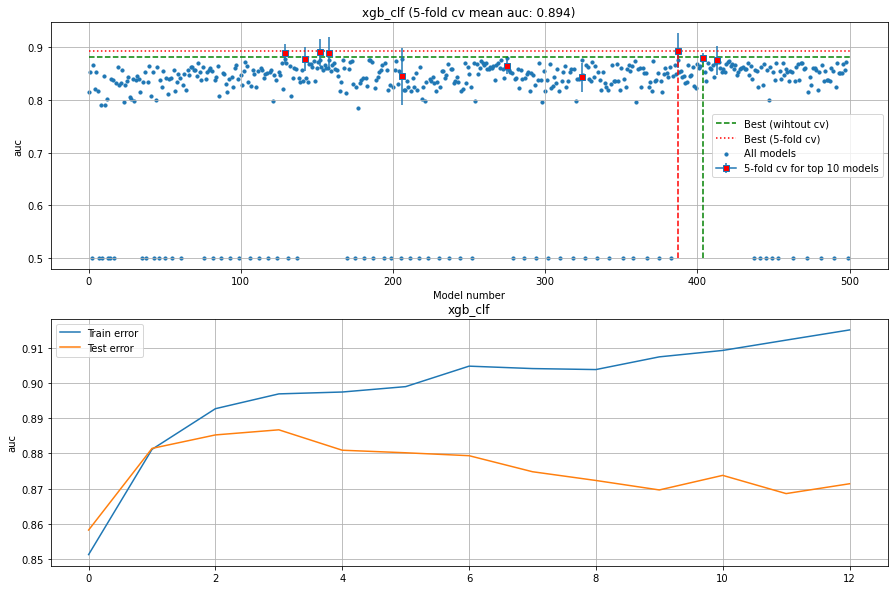 xgb_clf (5-fold cv mean auc: 0.894)
auc
0.9
0.8
0.7
0.6
0.5
Best (wihtout cv)
Best (5-fold cv)
All models
5-fold cv for top 10 models
0 100 200 300 400 500
Model number
xgb_clf
auc
Train error
Test error
0.91
0.90
0.89
0.88
0.87
0.86
0.85
0 2 4 6 8 10 12